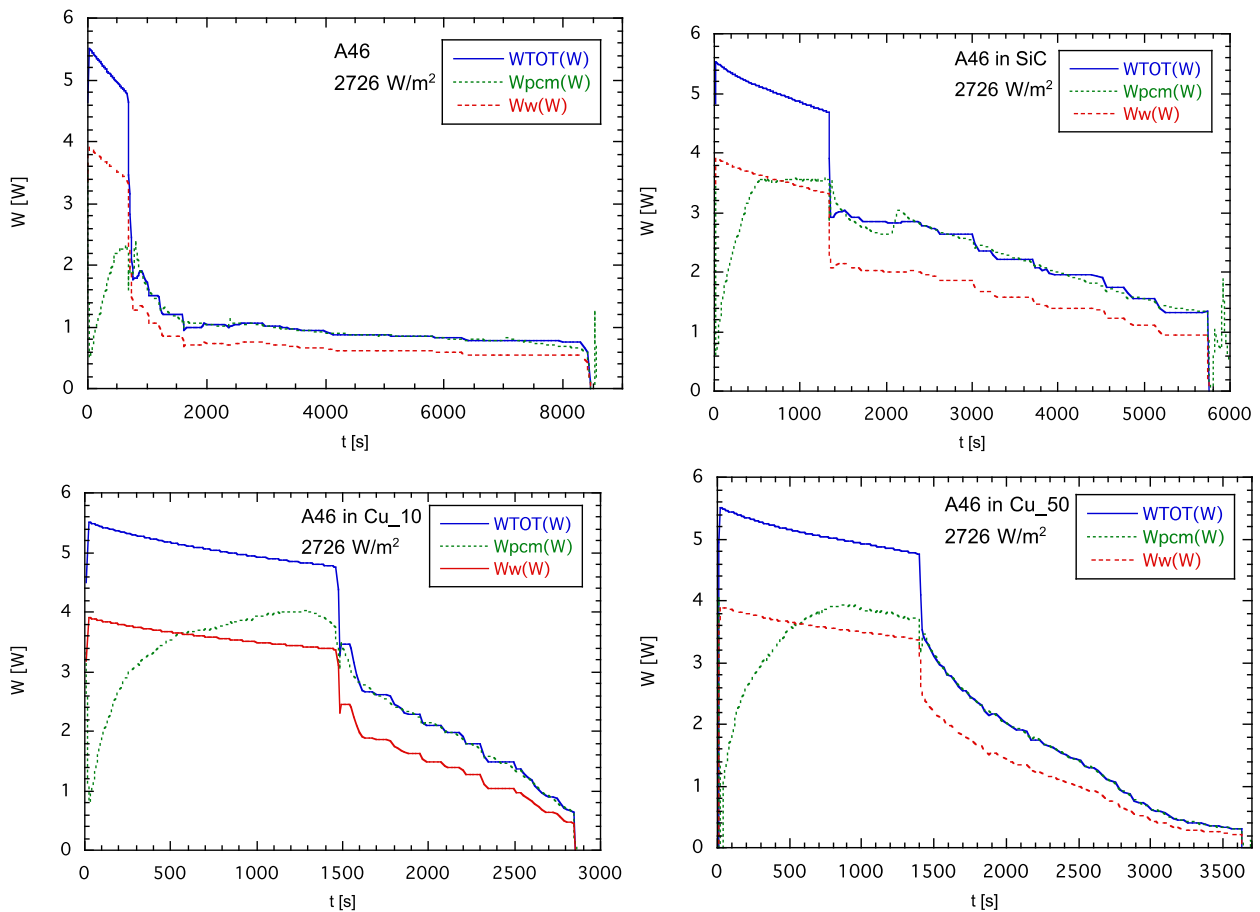 A46
2726 W/m²
WTOT(W)
Wpcm(W)
Ww(W)
W [W]
6
5
4
3
2
1
0
0 2000 4000 6000 8000
t [s]
A46 in SiC
2726 W/m²
WTOT(W)
Wpcm(W)
Ww(W)
W [W]
6
5
4
3
2
1
0
0 1000 2000 3000 4000 5000 6000
t [s]
A46 in Cu_10
2726 W/m²
WTOT(W)
Wpcm(W)
Ww(W)
W [W]
6
5
4
3
2
1
0
0 500 1000 1500 2000 2500 3000
t [s]
A46 in Cu_50
2726 W/m²
WTOT(W)
Wpcm(W)
Ww(W)
W [W]
6
5
4
3
2
1
0
0 500 1000 1500 2000 2500 3000 3500
t [s]